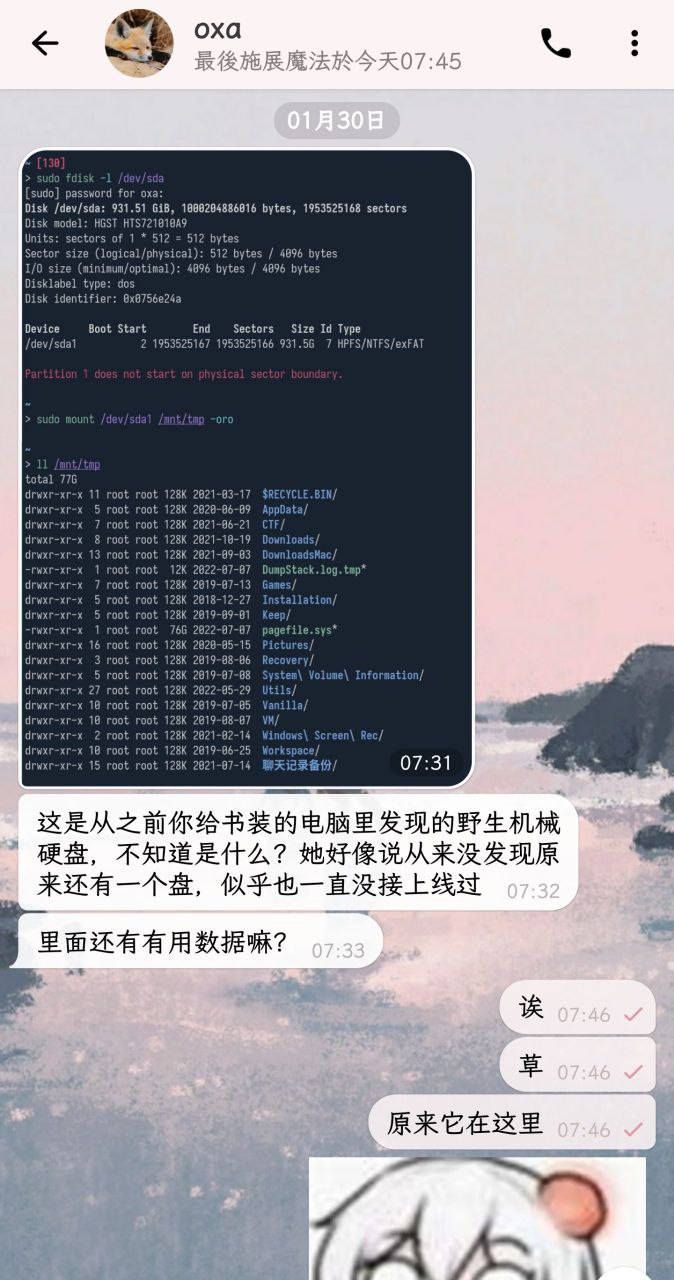 oxa
最後施展魔法於今天07:45
01月30日
~ [130]
> sudo fdisk -l /dev/sda
[sudo] password for oxa:
Disk /dev/sda: 931.51 GiB, 1000204886016 bytes, 1953525168 sectors
Disk model: HGST HTS721010A9
Units: sectors of 1 * 512 = 512 bytes
Sector size (logical/physical): 512 bytes / 4096 bytes
I/O size (minimum/optimal): 4096 bytes / 4096 bytes
Disklabel type: dos
Disk identifier: 0x0756e24a
Device Boot Start End Sectors Size Id Type
/dev/sda1 2 1953525167 1953525166 931.5G 7 HPFS/NTFS/exFAT
Partition 1 does not start on physical sector boundary.
~
> sudo mount /dev/sda1 /mnt/tmp -oro
~
> ll /mnt/tmp
total 77G
drwxr-xr-x 11 root root 128K 2021-03-17 $RECYCLE.BIN/
drwxr-xr-x 5 root root 128K 2020-06-09 AppData/
drwxr-xr-x 7 root root 128K 2021-06-21 CTF/
drwxr-xr-x 8 root root 128K 2021-10-19 Downloads/
drwxr-xr-x 13 root root 128K 2021-09-03 DownloadsMac/
-rwxr-xr-x 1 root root 12K 2022-07-07 DumpStack.log.tmp*
drwxr-xr-x 7 root root 128K 2019-07-13 Games/
drwxr-xr-x 5 root root 128K 2018-12-27 Installation/
drwxr-xr-x 5 root root 128K 2019-09-01 Keep/
-rwxr-xr-x 1 root root 76G 2022-07-07 pagefile.sys*
drwxr-xr-x 16 root root 128K 2020-05-15 Pictures/
drwxr-xr-x 3 root root 128K 2019-08-06 Recovery/
drwxr-xr-x 5 root root 128K 2019-07-08 System\ Volume\ Information/
drwxr-xr-x 27 root root 128K 2022-05-29 Utils/
drwxr-xr-x 10 root root 128K 2019-07-05 Vanilla/
drwxr-xr-x 10 root root 128K 2019-08-07 VM/
drwxr-xr-x 2 root root 128K 2021-02-14 Windows\ Screen\ Rec/
drwxr-xr-x 10 root root 128K 2019-06-25 Workspace/
drwxr-xr-x 15 root root 128K 2021-07-14 聊天记录备份/
07:31
这是从之前你给书装的电脑里发现的野生机械
硬盘，不知道是什么？她好像说从来没发现原
来还有一个盘，似乎也一直没接上线过 07:32
里面还有有用数据嘛？ 07:33
诶 07:46
草 07:46
原来它在这里 07:46